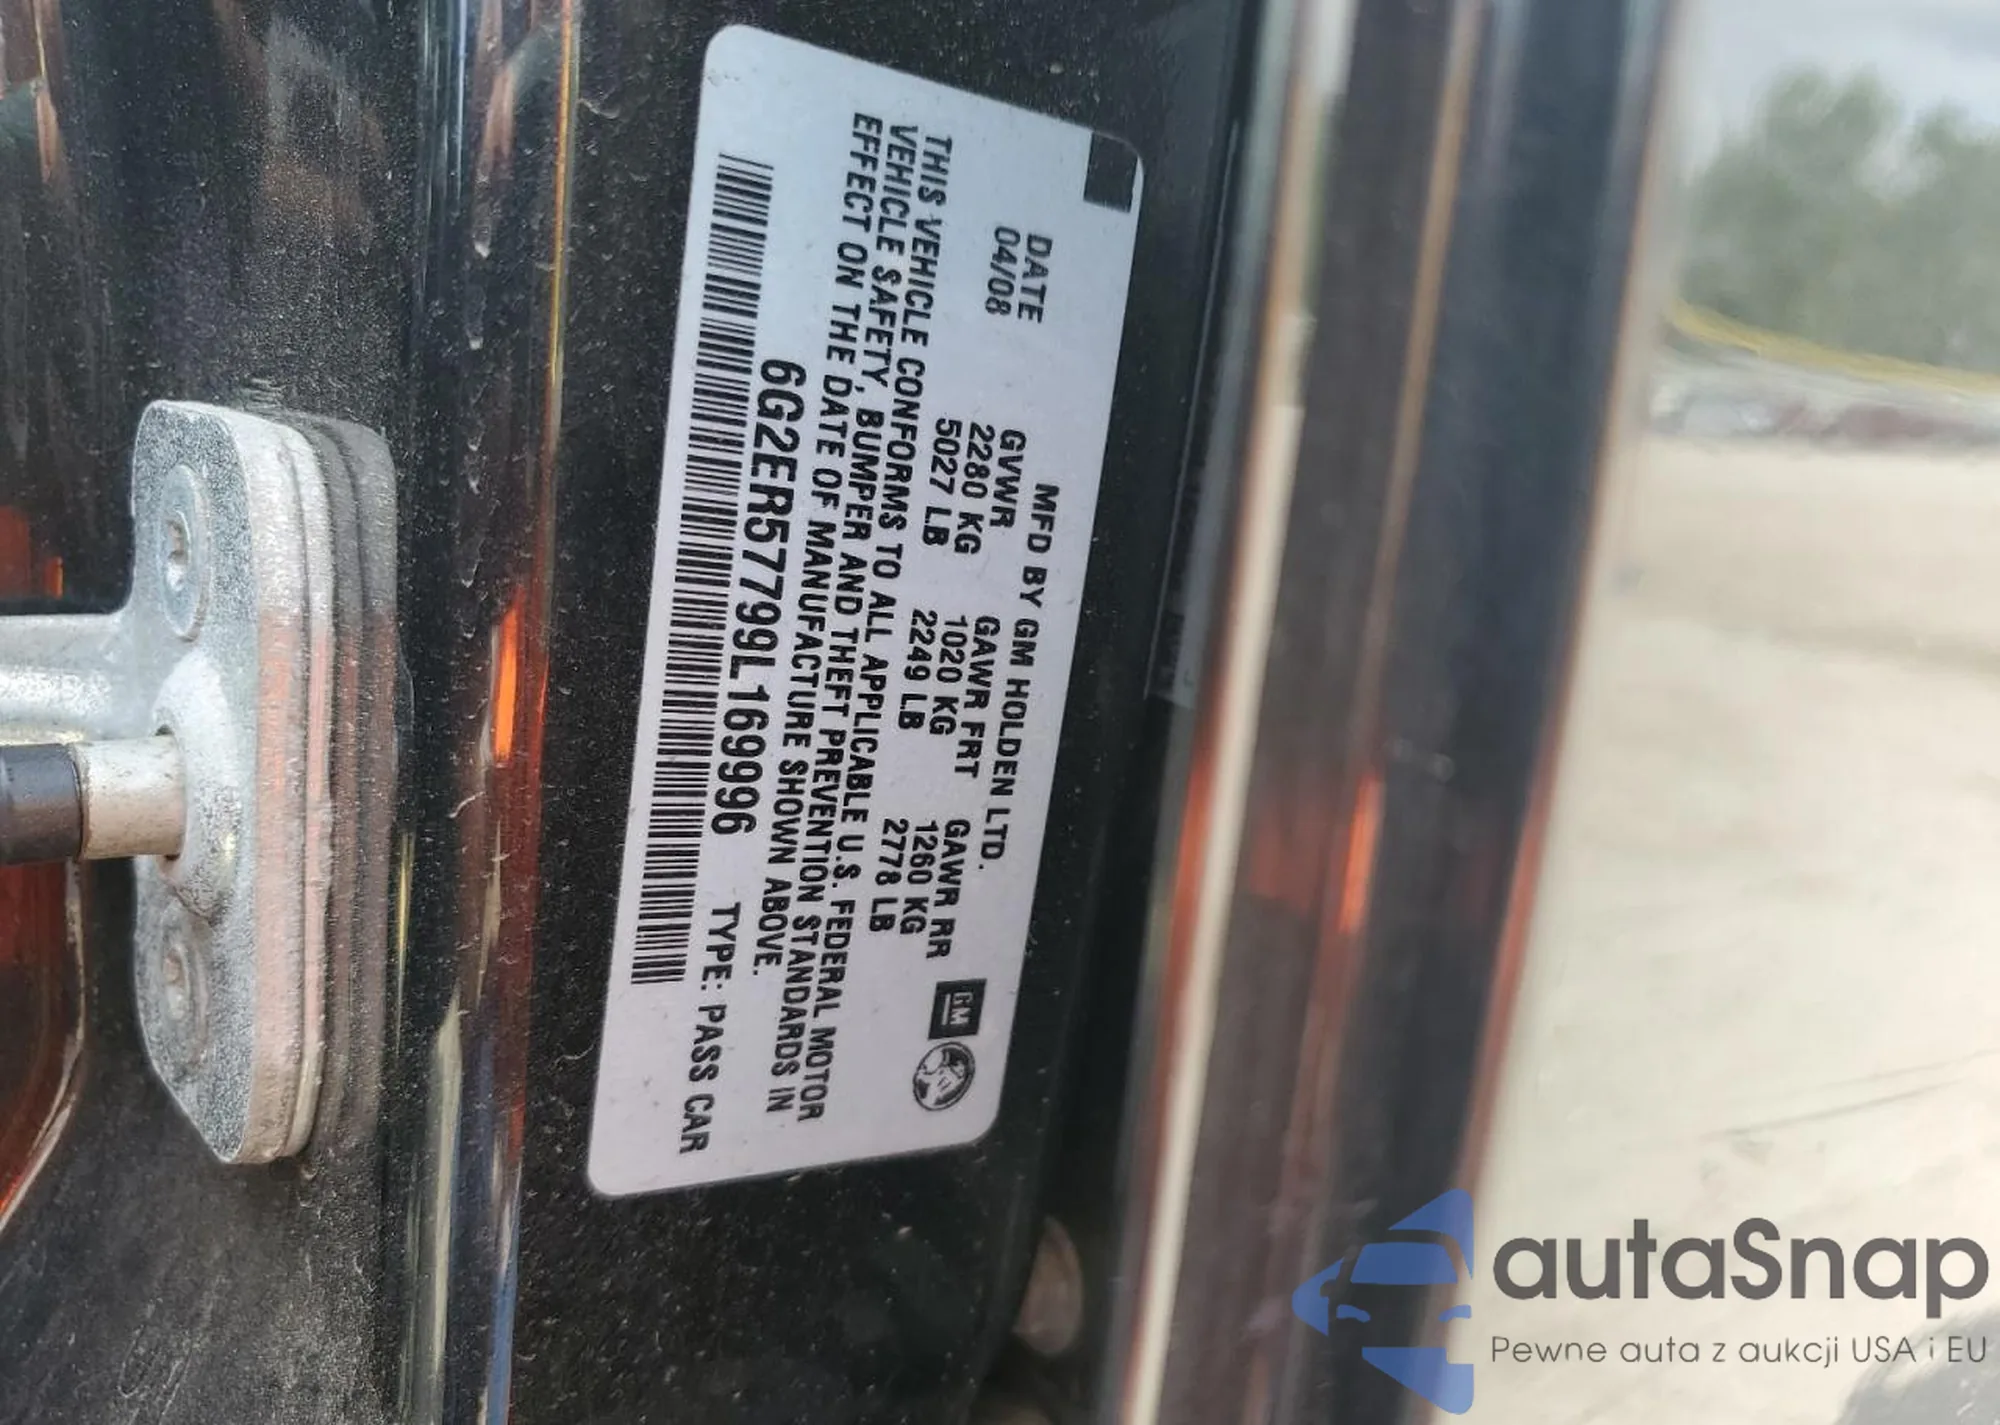 MFD BY GM HOLDEN LTD.
DATE GVWR GAWR FRT GAWR RR
04/08 2280 KG 1020 KG 1260 KG
5027 LB 2249 LB 2778 LB
THIS VEHICLE CONFORMS TO ALL APPLICABLE U.S. FEDERAL MOTOR
VEHICLE SAFETY, BUMPER AND THEFT PREVENTION STANDARDS IN
EFFECT ON THE DATE OF MANUFACTURE SHOWN ABOVE.
6G2ER57799L169996 TYPE: PASS CAR
GM
autaSnap
Pewne auta z aukcji USA i EU